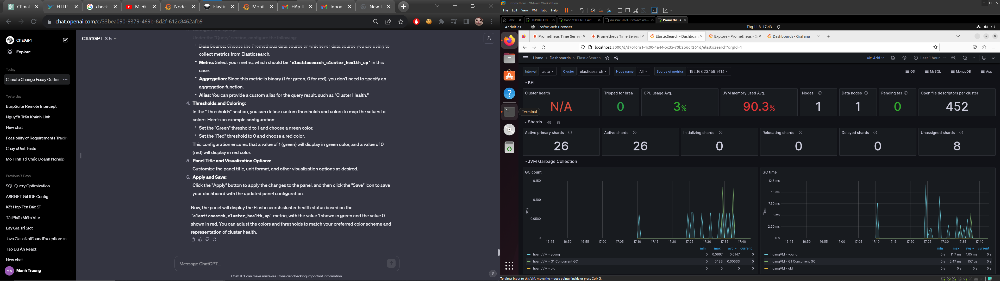 Climat
HTTP
check
M
Node
Elastic
Monit
Hộp t
Inbox
New T
chat.openai.com/c/33bea090-9379-469b-8d2f-612c8462afb9
ChatGPT
Explore
Today
Climate Change Essay Outline
Yesterday
BurpSuite Remote Intercept
Nguyễn Trần Khánh Linh
New chat
Feasibility of Requirements Tracin
Chạy xUnit Tests
Mô Hình Tổ Chức Doanh Nghiệp
Previous 7 Days
SQL Query Optimization
ASP.NET Git IDE Config
Kết Hợp Tên Bác Sĩ
Tải Phần Mềm Vite
Lấy Giá Trị Slot
Java ClassNotFoundException: m
Tạo Dự Án React
New chat
MA
Manh Truong
ChatGPT 3.5
Configure the Query:
Under the "Query" section, configure the following:
• Data Source: Choose the Prometheus data source or whichever data source you are using to
collect metrics from Elasticsearch.
• Metric: Select your metric, which should be `elasticsearch_cluster_health_up` in this
case.
• Aggregation: Since this metric is binary (1 for green, 0 for red), you don't need to specify an
aggregation function.
• Alias: You can provide a custom alias for the query result, such as "Cluster Health."
4. Thresholds and Coloring:
In the "Thresholds" section, you can define custom thresholds and colors to map the values to
colors. Here's an example configuration:
• Set the "Green" threshold to 1 and choose a green color.
• Set the "Red" threshold to 0 and choose a red color.
This configuration ensures that a value of 1 (green) will display in green color, and a value of 0
(red) will display in red color.
5. Panel Title and Visualization Options:
Customize the panel title, unit format, and other visualization options as desired.
6. Apply and Save:
Click the "Apply" button to apply the changes to the panel, and then click the "Save" icon to save
your dashboard with the updated panel configuration.
Now, the panel will display the Elasticsearch cluster health status based on the
`elasticsearch_cluster_health_up` metric, with the value 1 shown in green and the value 0
shown in red. You can adjust the colors and thresholds to match your preferred color scheme and
representation of cluster health.
Message ChatGPT...
ChatGPT can make mistakes. Consider checking important information.
?
Prometheus - VMware Workstation
File Edit View VM Tabs Help
Home
UBUNTUFA23
Clone of UBUNTUFA23
kali-linux-2023.3-vmware-am...
Prometheus
Activities
Firefox Web Browser
Thg 11 8 17:43
Prometheus Time Series
Prometheus Time Series
ElasticSearch - Dashboar
Explore - Prometheus - G
Dashboards - Grafana
localhost:3000/d/d70f6fa1-4c00-4a44-bc35-70b2b6df261d/elasticsearch?orgId=1
Home › Dashboards › ElasticSearch
Add
Last 1 hour
Interval auto
Cluster elasticsearch
Node name All
Source of metrics 192.168.23.159:9114
OS
MySQL
MongoDB
App
KPI
Cluster health
N/A
Tripped for brea
0
CPU usage Avg.
3%
JVM memory used Avg.
90.3%
Nodes
1
Data nodes
1
Pending tas
0
Open file descriptors per cluster
452
Terminal
Shards
Active primary shards
26
Active shards
26
Initializing shards
0
Relocating shards
0
Delayed shards
0
Unassigned shards
8
JVM Garbage Collection
GC count
0.150
0.100
0.0500
0
GCs
16:45 16:50 16:55 17:00 17:05 17:10 17:15 17:20 17:25 17:30 17:35 17:40
min max avg current
hoangVM - young 0 0.0667 0.0147 0
hoangVM - G1 Concurrent GC 0 0.133 0.00533 0
hoangVM - old 0 0 0 0
GC time
12.5 ms
10 ms
7.50 ms
5 ms
2.50 ms
0 s
Time
16:45 16:50 16:55 17:00 17:05 17:10 17:15 17:20 17:25 17:30 17:35 17:40
min max avg current
hoangVM - young 0 s 11.7 ms 1.05 ms 0 s
hoangVM - G1 Concurrent GC 0 s 5.47 ms 157 µs 0 s
hoangVM - old 0 s 0 s 0 s 0 s
To direct input to this VM, move the mouse pointer inside or press Ctrl+G.